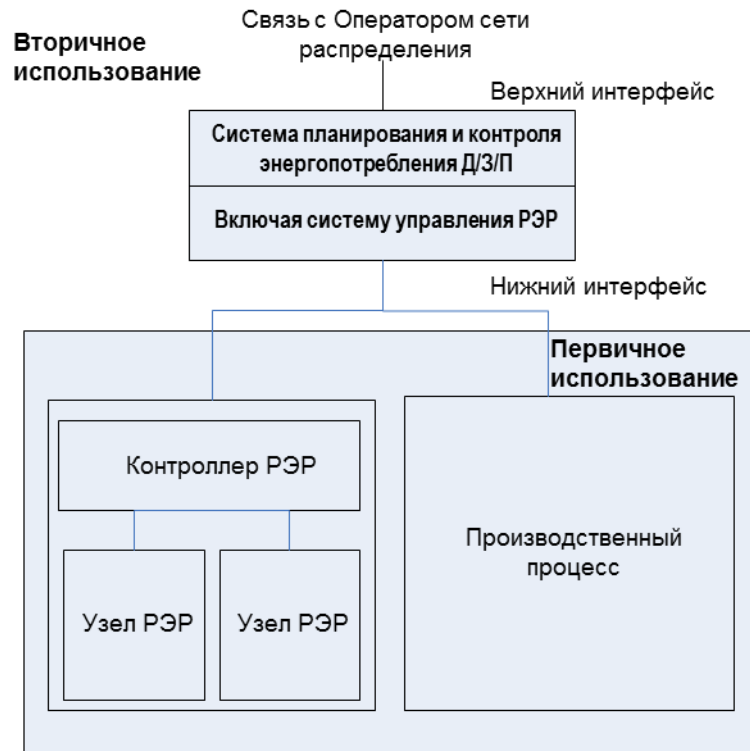 Связь с Оператором сети
распределения
Вторичное
использование
Верхний интерфейс
Система планирования и контроля
энергопотребления Д/З/П
Включая систему управления РЭР
Нижний интерфейс
Первичное
использование
Контроллер РЭР
Производственный
процесс
Узел РЭР
Узел РЭР